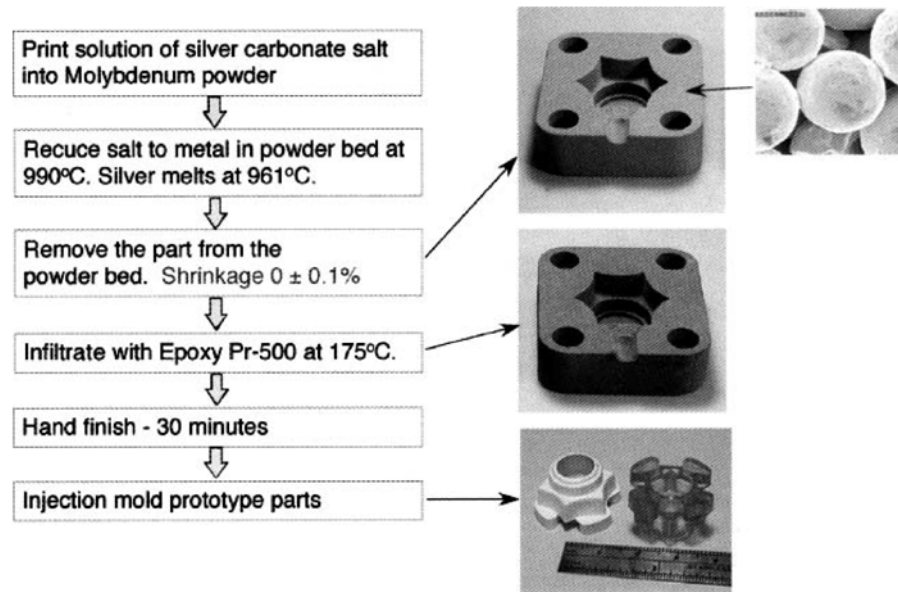 Print solution of silver carbonate salt
into Molybdenum powder
Recuce salt to metal in powder bed at
990ºC. Silver melts at 961ºC.
Remove the part from the
powder bed. Shrinkage 0 ± 0.1%
Infiltrate with Epoxy Pr-500 at 175ºC.
Hand finish - 30 minutes
Injection mold prototype parts